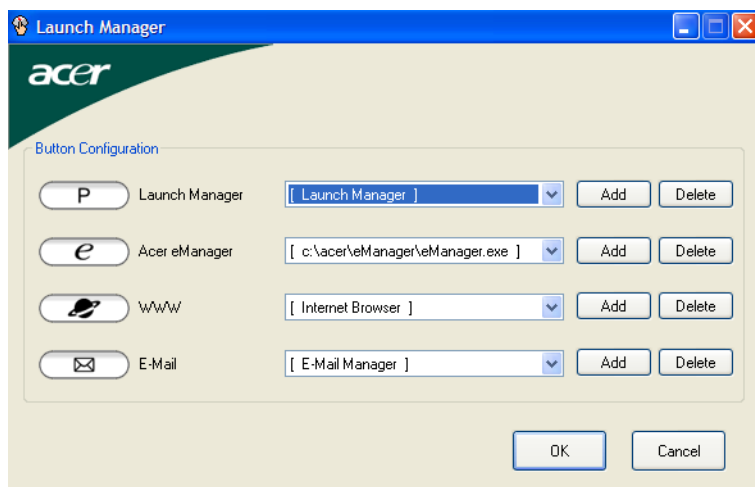 Launch Manager
acer
Button Configuration
P Launch Manager [ Launch Manager ] Add Delete
e Acer eManager [ c:\acer\eManager\eManager.exe ] Add Delete
WWW [ Internet Browser ] Add Delete
E-Mail [ E-Mail Manager ] Add Delete
OK Cancel